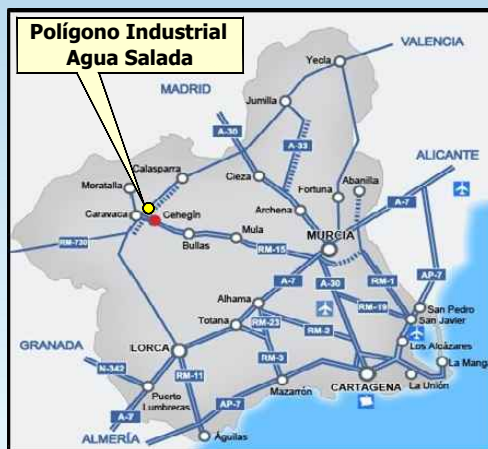 Polígono Industrial
Agua Salada
VALENCIA
Yecla
MADRID
Jumilla
A-30
A-33
ALICANTE
Calasparra
Moratalla
Cieza
Fortuna
Abanilla
A-7
Caravaca
Cehegín
Archena
Bullas
Mula
MURCIA
RM-730
RM-15
A-7
A-30
RM-1
AP-7
Alhama
RM-19
San Pedro
San Javier
Totana
RM-23
RM-2
Los Alcázares
GRANADA
LORCA
RM-3
La Manga
N-342
RM-11
CARTAGENA
La Unión
Puerto
Lumbreras
Mazarrón
A-7
AP-7
ALMERÍA
Águilas